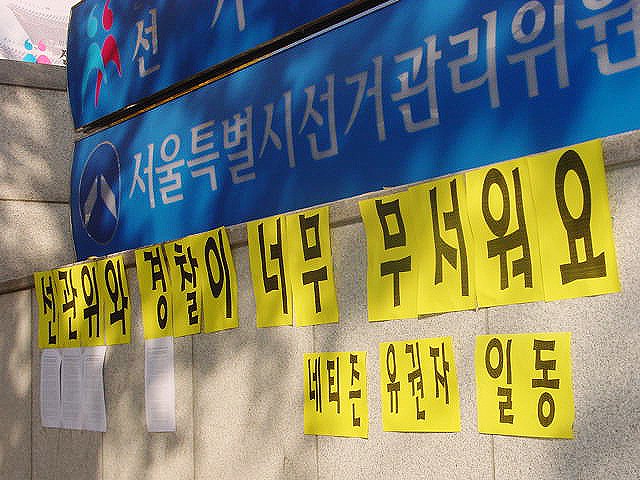 선거
서울특별시선거관리위원
선관위와 경찰이 너무 무서워요
네티즌 유권자 일동